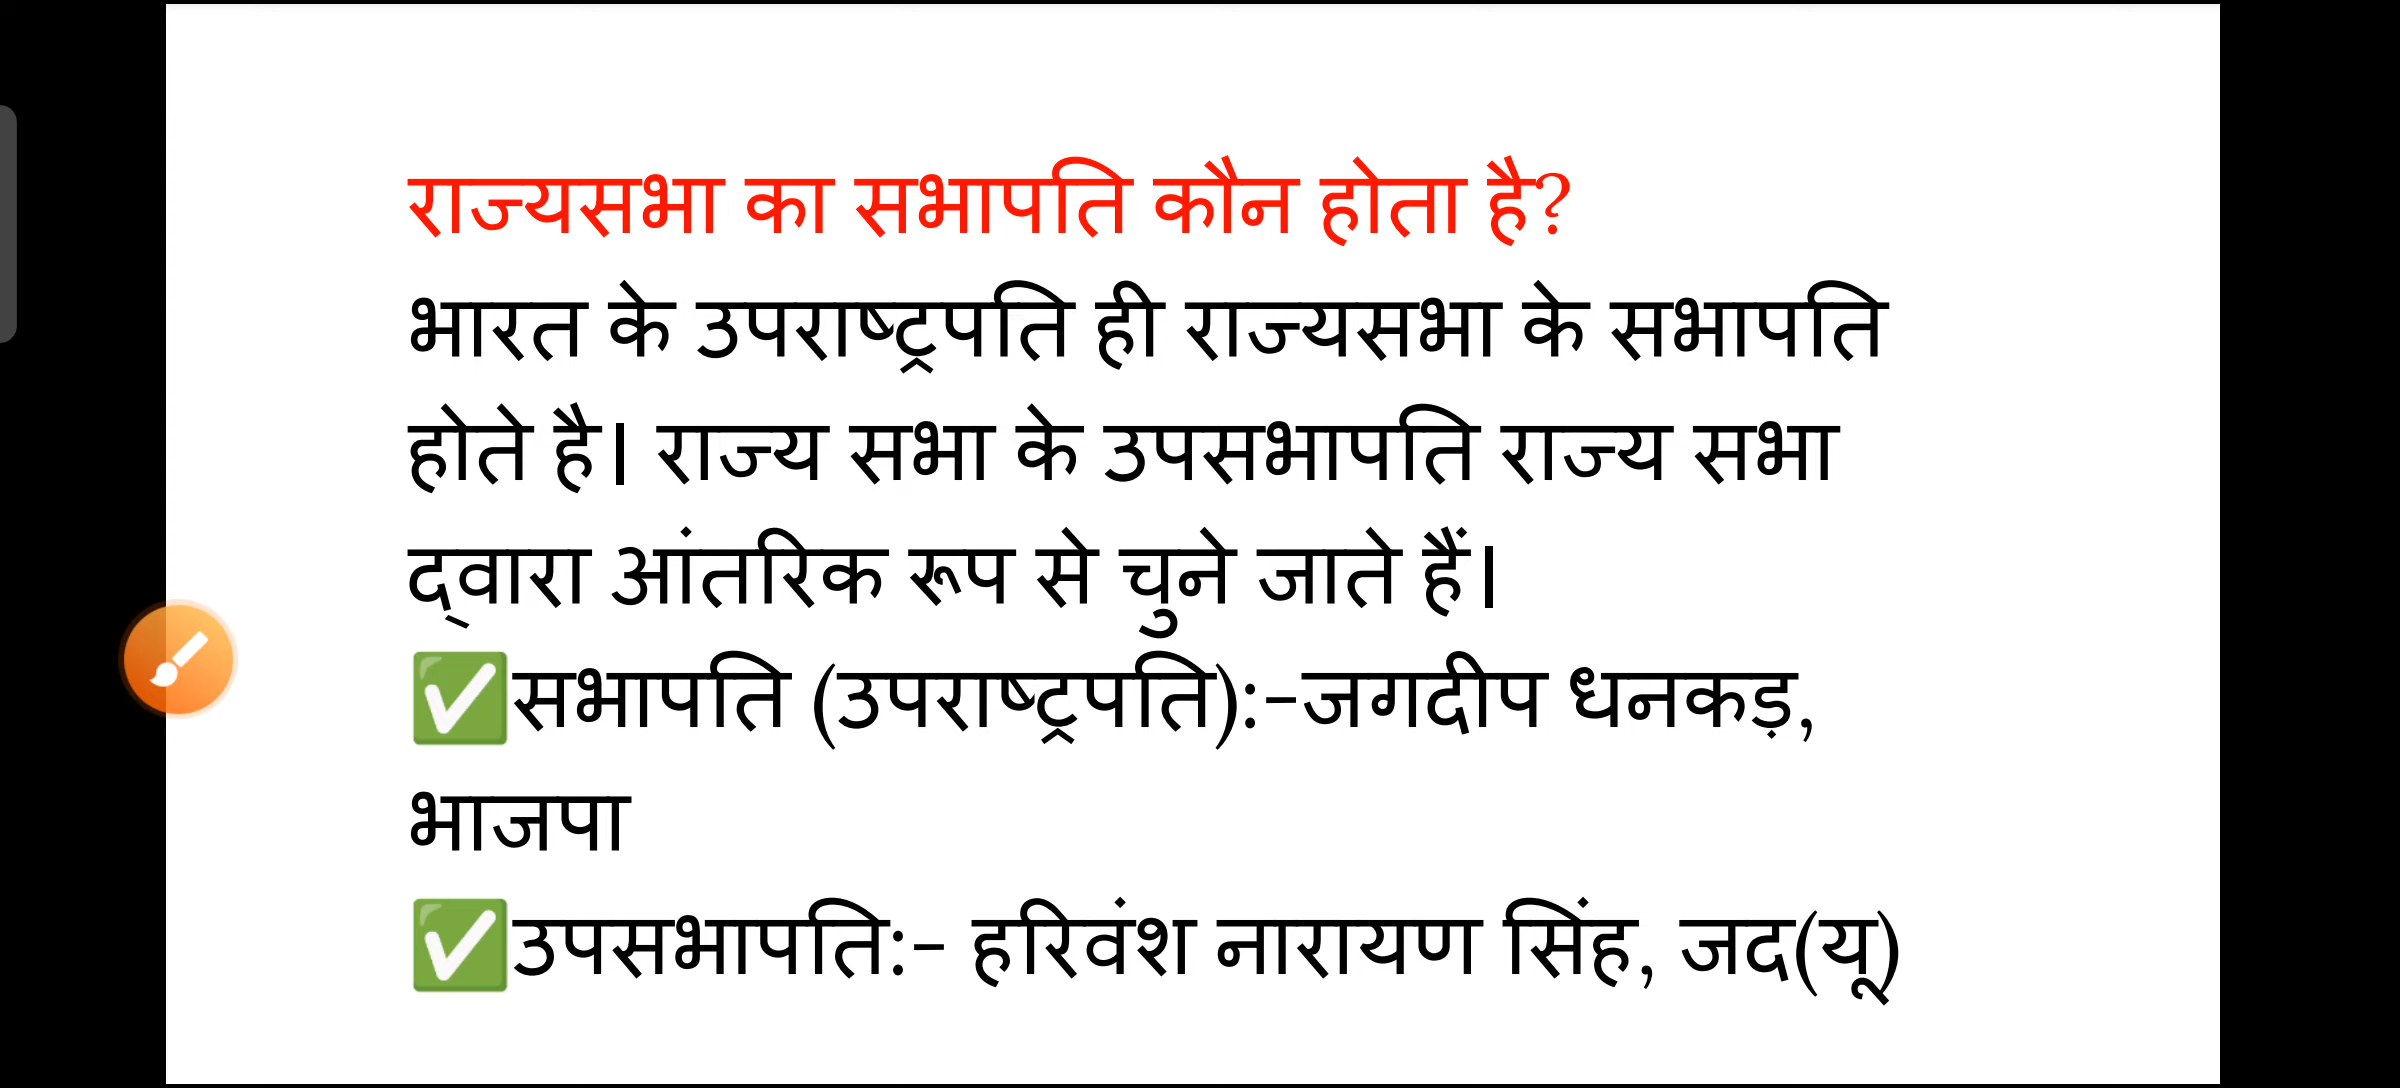 राज्यसभा का सभापति कौन होता है?
भारत के उपराष्ट्रपति ही राज्यसभा के सभापति
होते है। राज्य सभा के उपसभापति राज्य सभा
द्वारा आंतरिक रूप से चुने जाते हैं।
✅सभापति (उपराष्ट्रपति):-जगदीप धनकड़,
भाजपा
✅उपसभापति:- हरिवंश नारायण सिंह, जद(यू)